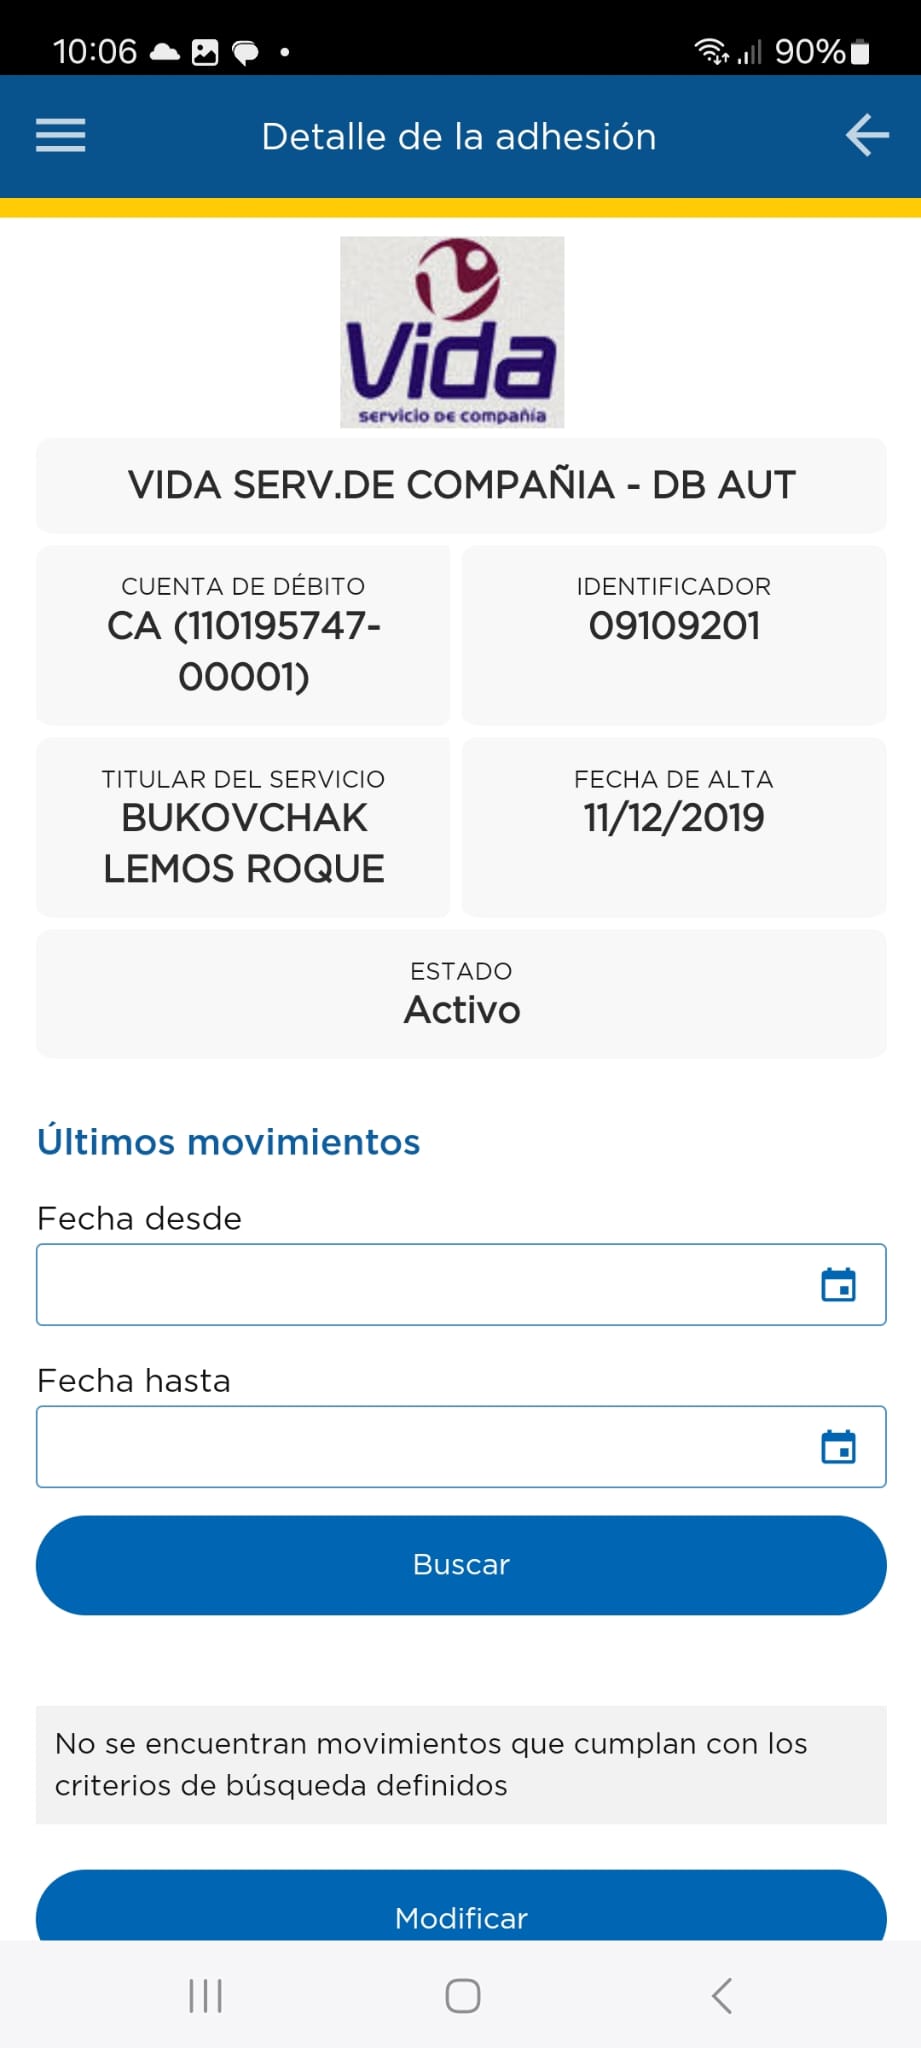 10:06
90%
Detalle de la adhesión
Vida
servicio de compañía
VIDA SERV.DE COMPAÑIA - DB AUT
CUENTA DE DÉBITO
CA (110195747-
00001)
IDENTIFICADOR
09109201
TITULAR DEL SERVICIO
BUKOVCHAK
LEMOS ROQUE
FECHA DE ALTA
11/12/2019
ESTADO
Activo
Últimos movimientos
Fecha desde
Fecha hasta
Buscar
No se encuentran movimientos que cumplan con los
criterios de búsqueda definidos
Modificar